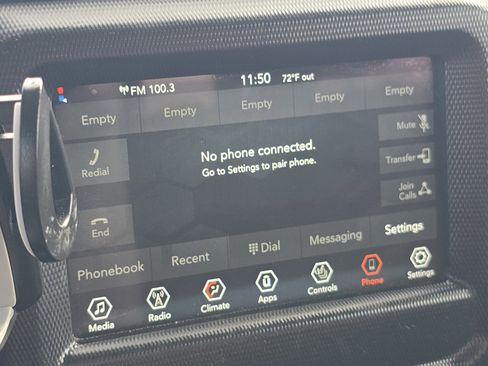 FM 100.3 11:50 72°F out
Empty Empty Empty Empty Empty
Redial
No phone connected.
Go to Settings to pair phone.
Mute
Transfer
Join
Calls
End
Phonebook Recent Dial Messaging Settings
Media Radio Climate Apps Controls Phone Settings